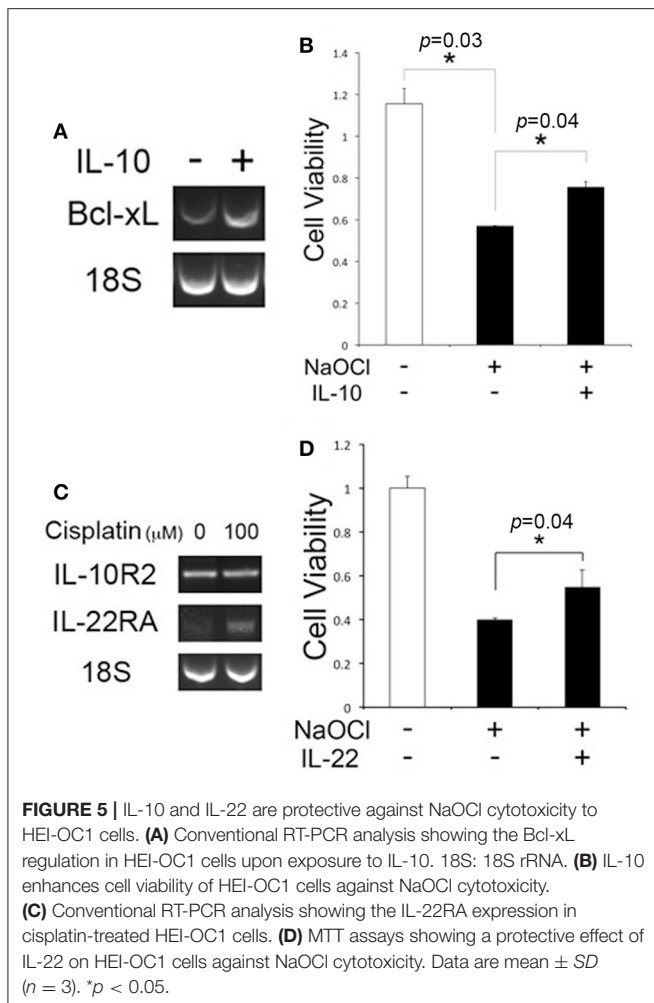 A
IL-10 - +
Bcl-xL
18S
B
p=0.03
*
p=0.04
*
Cell Viability
1.4
1.2
1
0.8
0.6
0.4
0.2
0
NaOCl - + +
IL-10 - - +
C
Cisplatin (μM) 0 100
IL-10R2
IL-22RA
18S
D
p=0.04
*
Cell Viability
1.2
1
0.8
0.6
0.4
0.2
0
NaOCl - + +
IL-22 - - +
FIGURE 5 | IL-10 and IL-22 are protective against NaOCl cytotoxicity to
HEI-OC1 cells. (A) Conventional RT-PCR analysis showing the Bcl-xL
regulation in HEI-OC1 cells upon exposure to IL-10. 18S: 18S rRNA. (B) IL-10
enhances cell viability of HEI-OC1 cells against NaOCl cytotoxicity.
(C) Conventional RT-PCR analysis showing the IL-22RA expression in
cisplatin-treated HEI-OC1 cells. (D) MTT assays showing a protective effect of
IL-22 on HEI-OC1 cells against NaOCl cytotoxicity. Data are mean ± SD
(n = 3). *p < 0.05.